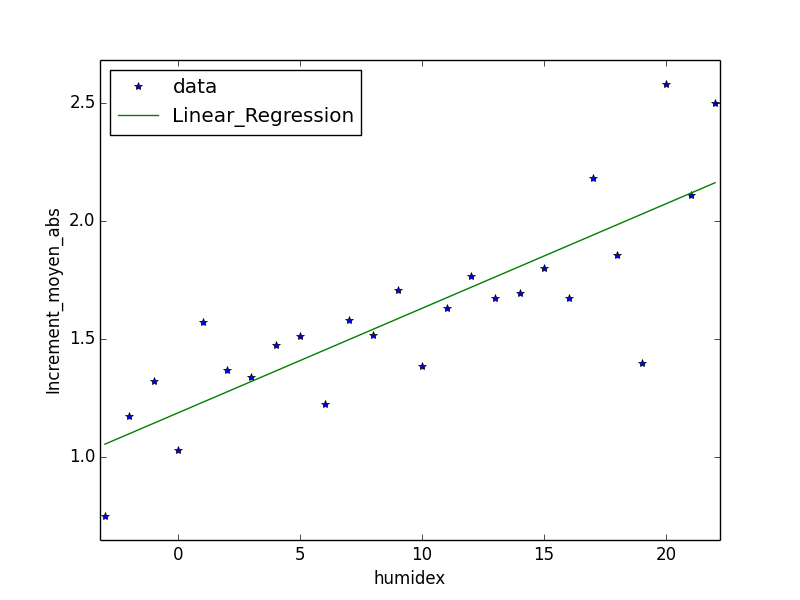 data
Linear_Regression
2.5
2.0
1.5
1.0
Increment_moyen_abs
0 5 10 15 20
humidex